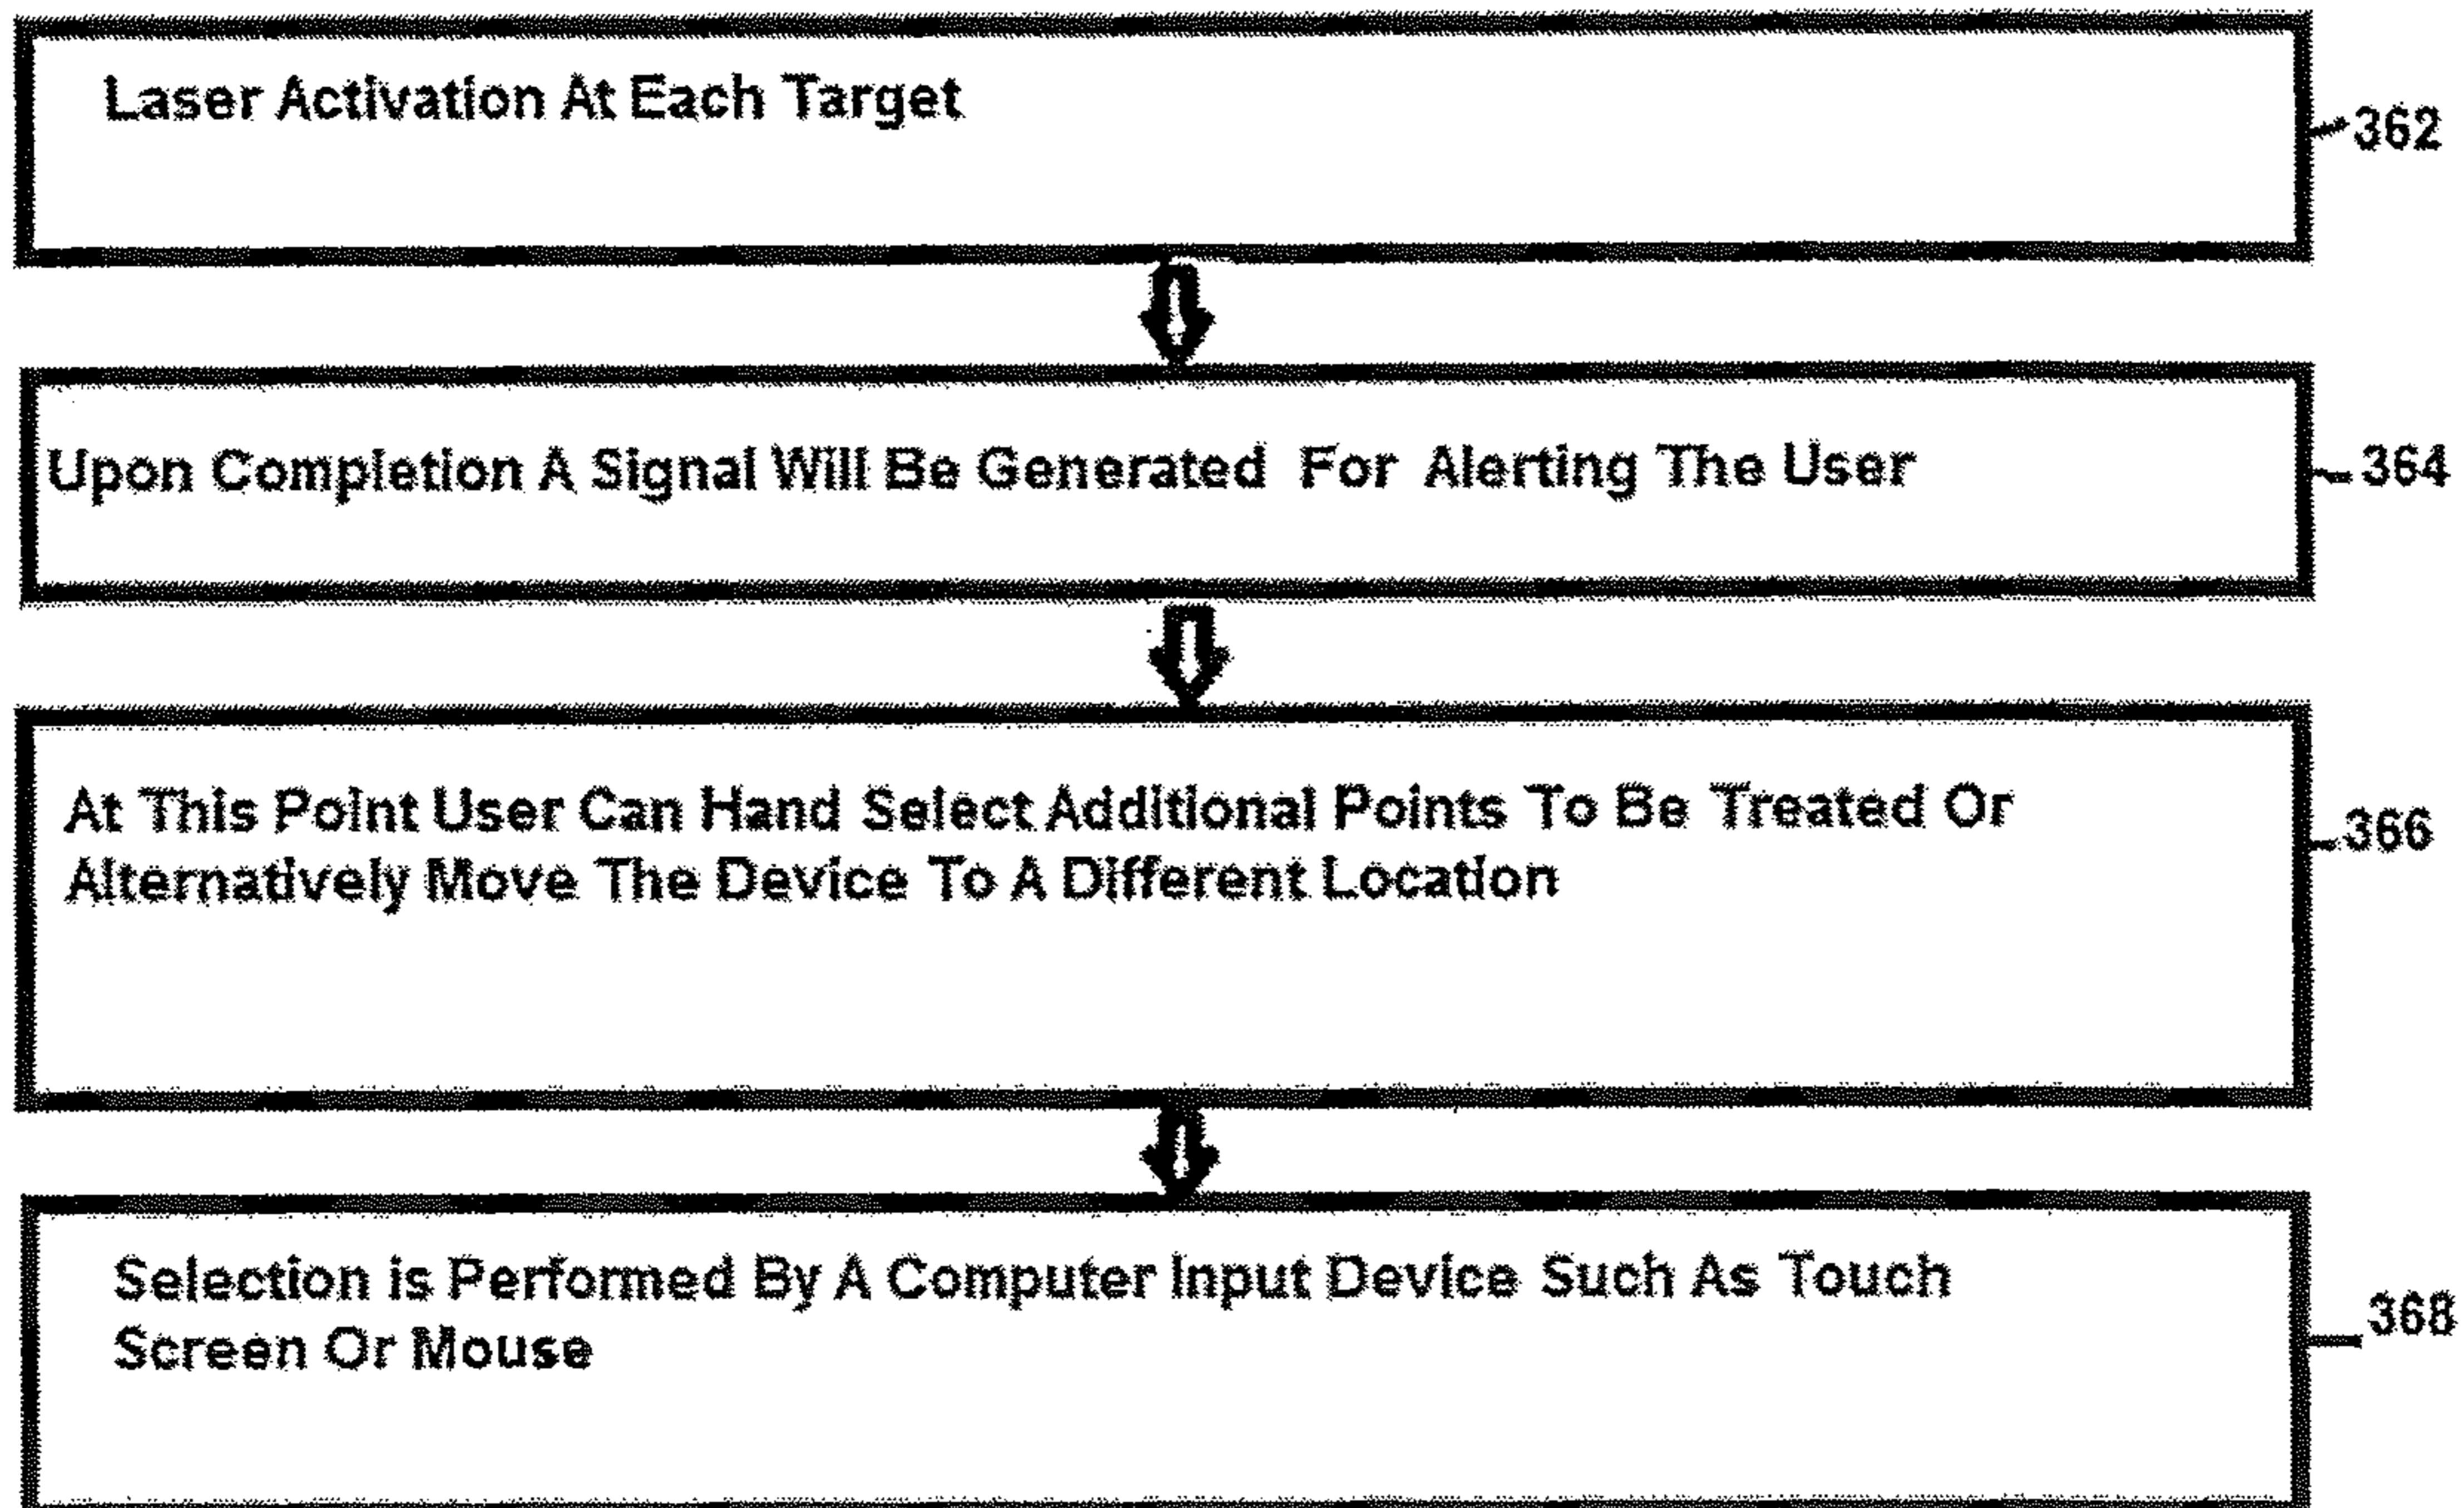 Laser Activation At Each Target
362
Upon Completion A Signal Will Be Generated For Alerting The User
364
At This Point User Can Hand Select Additional Points To Be Treated Or
Alternatively Move The Device To A Different Location
366
Selection is Performed By A Computer Input Device Such As Touch
Screen Or Mouse
368